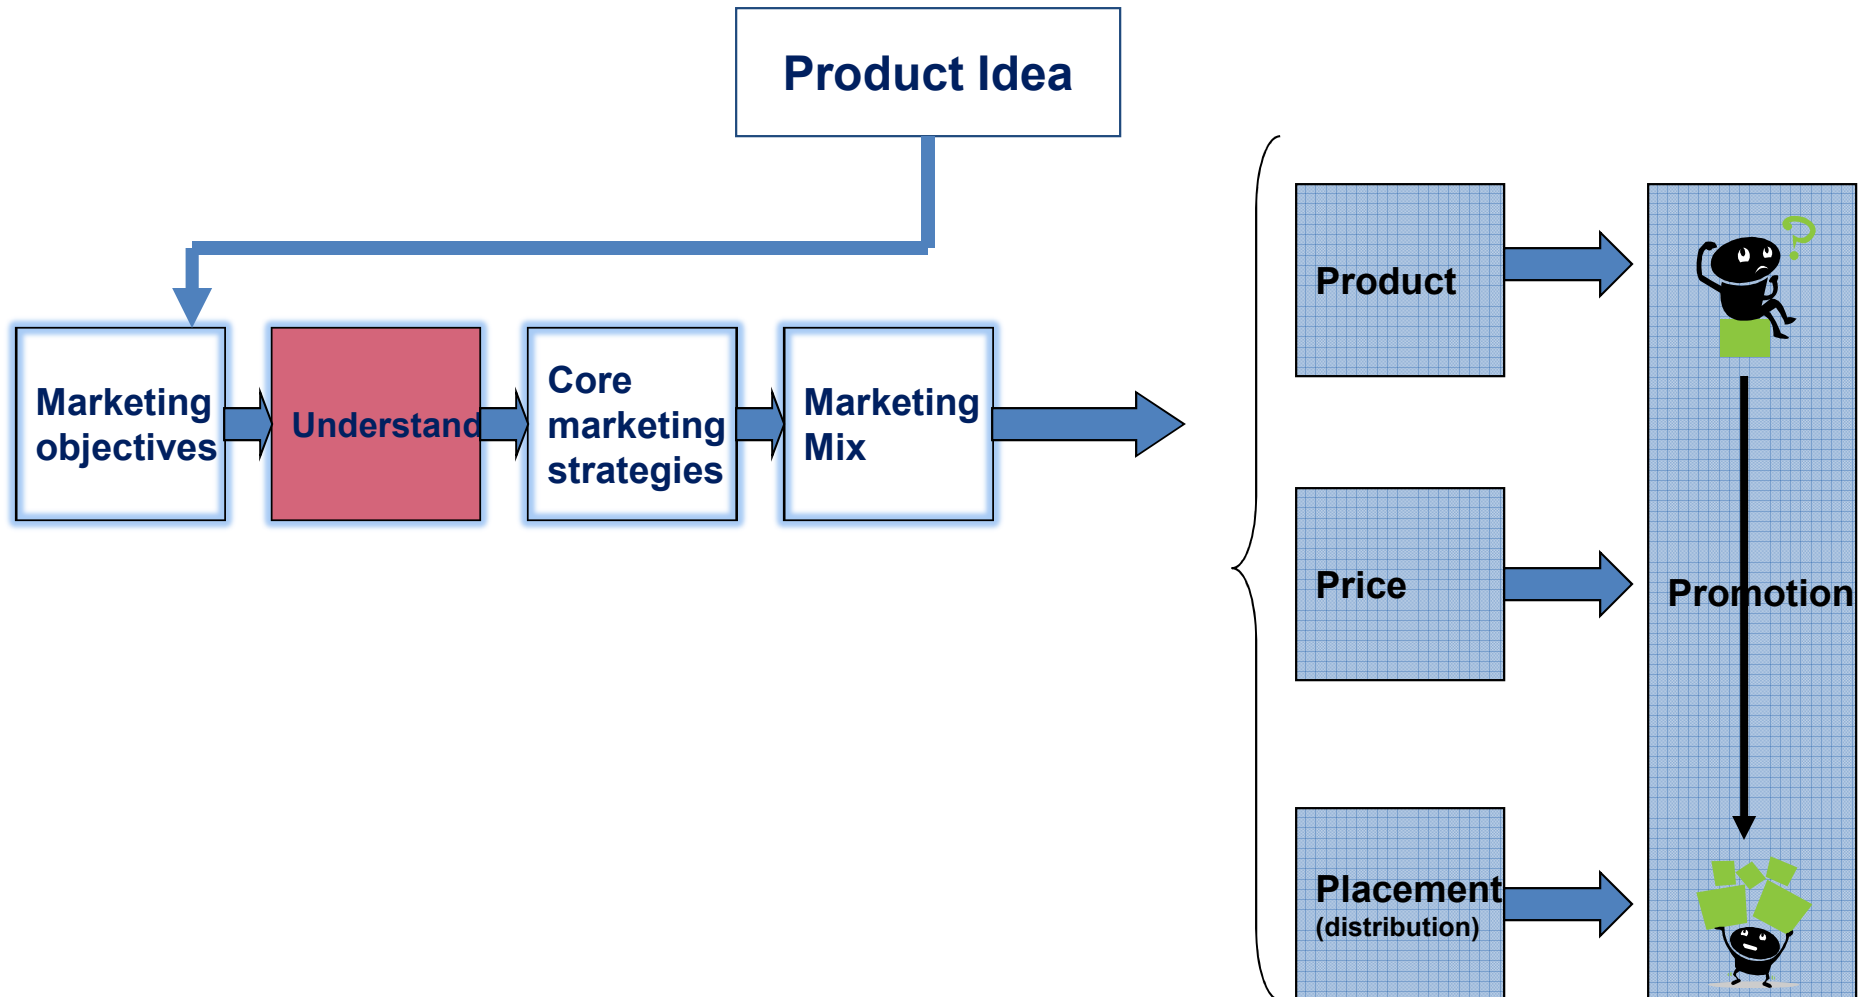 Product Idea
Marketing
objectives
Understand
Core
marketing
strategies
Marketing
Mix
Product
Price
Placement
(distribution)
Promotion
?